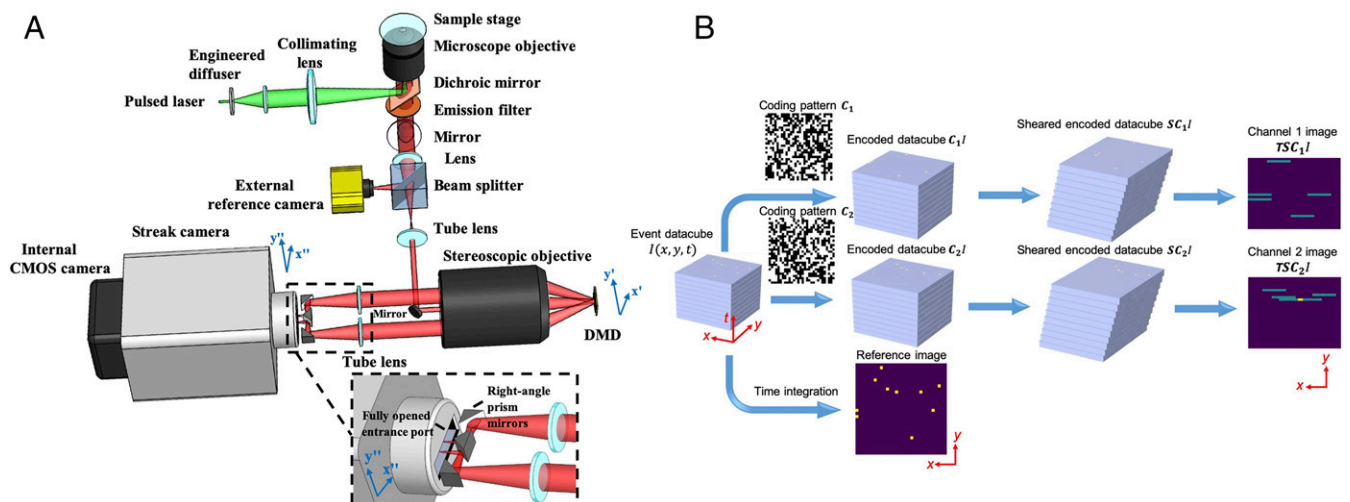 A
Sample stage
Microscope objective
Collimating
lens
Engineered
diffuser
Dichroic mirror
Pulsed laser
Emission filter
Mirror
Lens
Beam splitter
External
reference camera
Tube lens
Streak camera
Internal
CMOS camera
y''
x''
Stereoscopic objective
y'
x'
Mirror
DMD
Tube lens
Right-angle
prism
mirrors
Fully opened
entrance port
y''
x''
B
Coding pattern C₁
Encoded datacube C₁I
Sheared encoded datacube SC₁I
Channel 1 image
TSC₁I
Coding pattern C₂
Event datacube
I(x, y, t)
Encoded datacube C₂I
Sheared encoded datacube SC₂I
Channel 2 image
TSC₂I
t
x
y
Reference image
Time integration
y
x
y
x